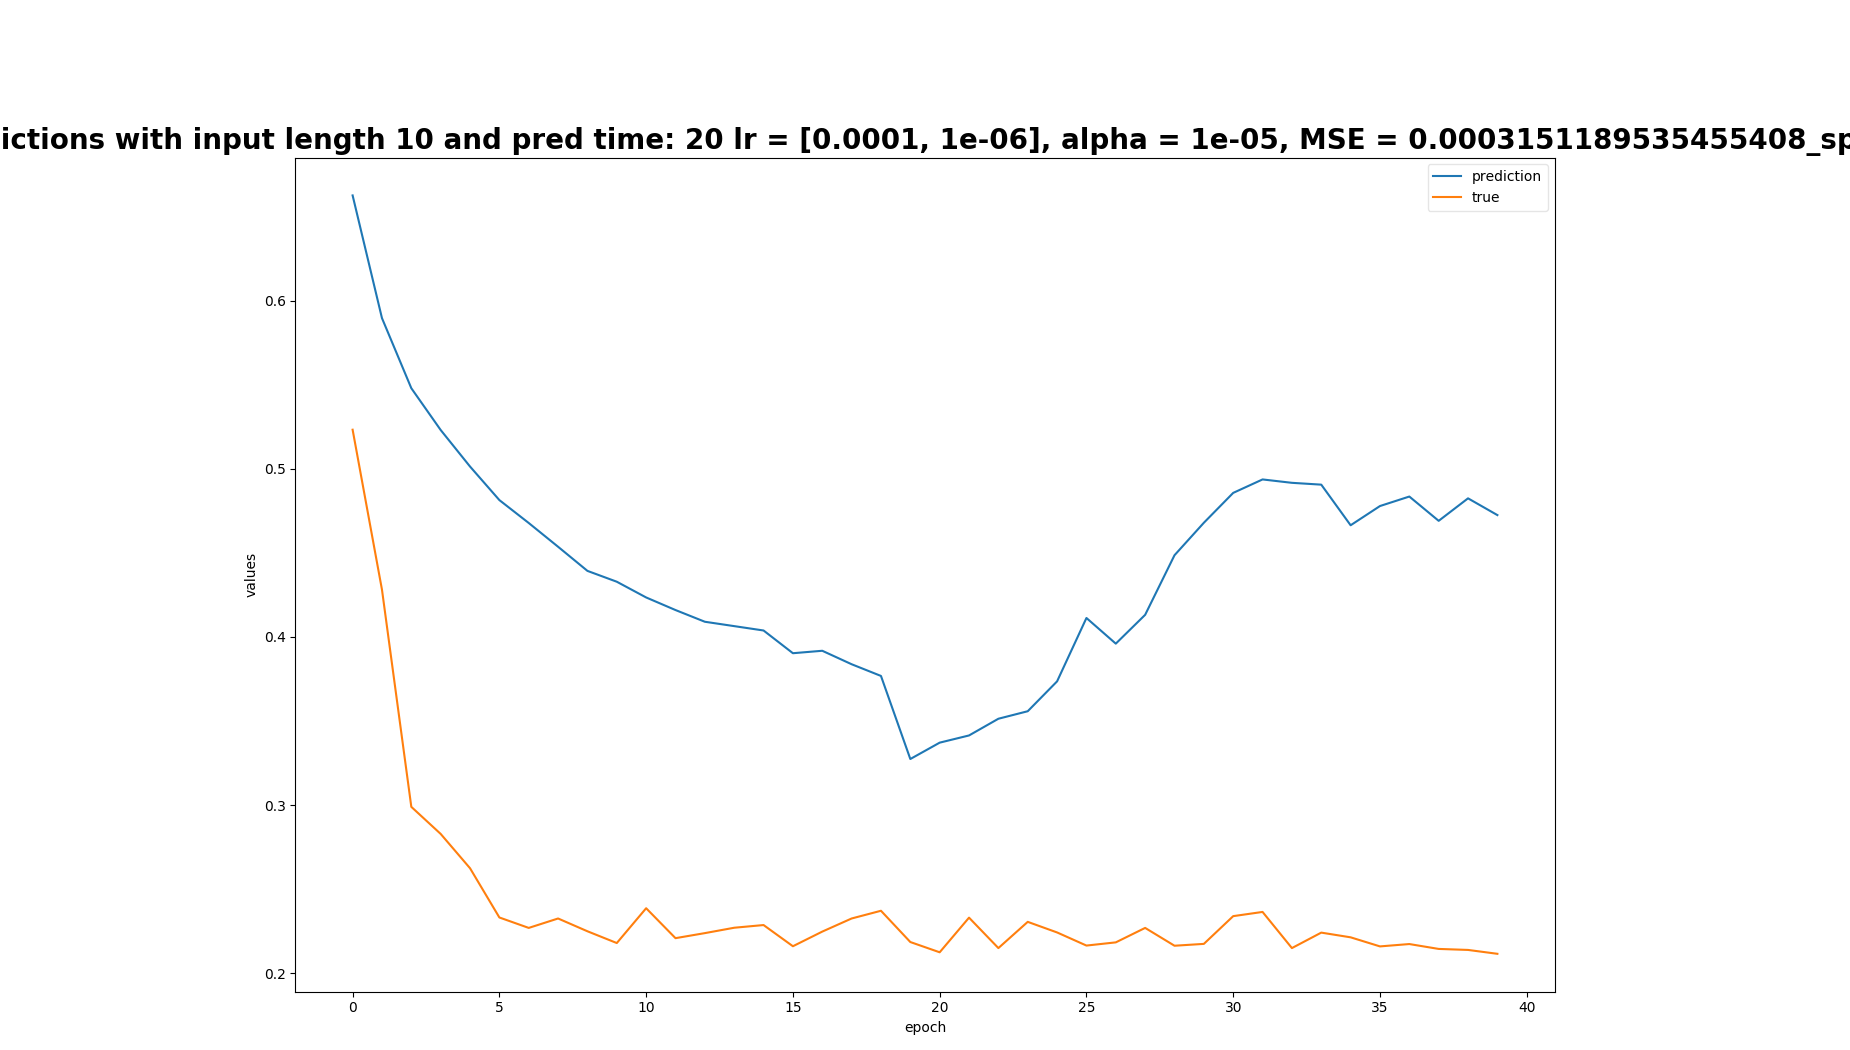 ictions with input length 10 and pred time: 20 lr = [0.0001, 1e-06], alpha = 1e-05, MSE = 0.0003151189535455408_sp
prediction
true
0.6
0.5
0.4
0.3
0.2
values
0 5 10 15 20 25 30 35 40
epoch